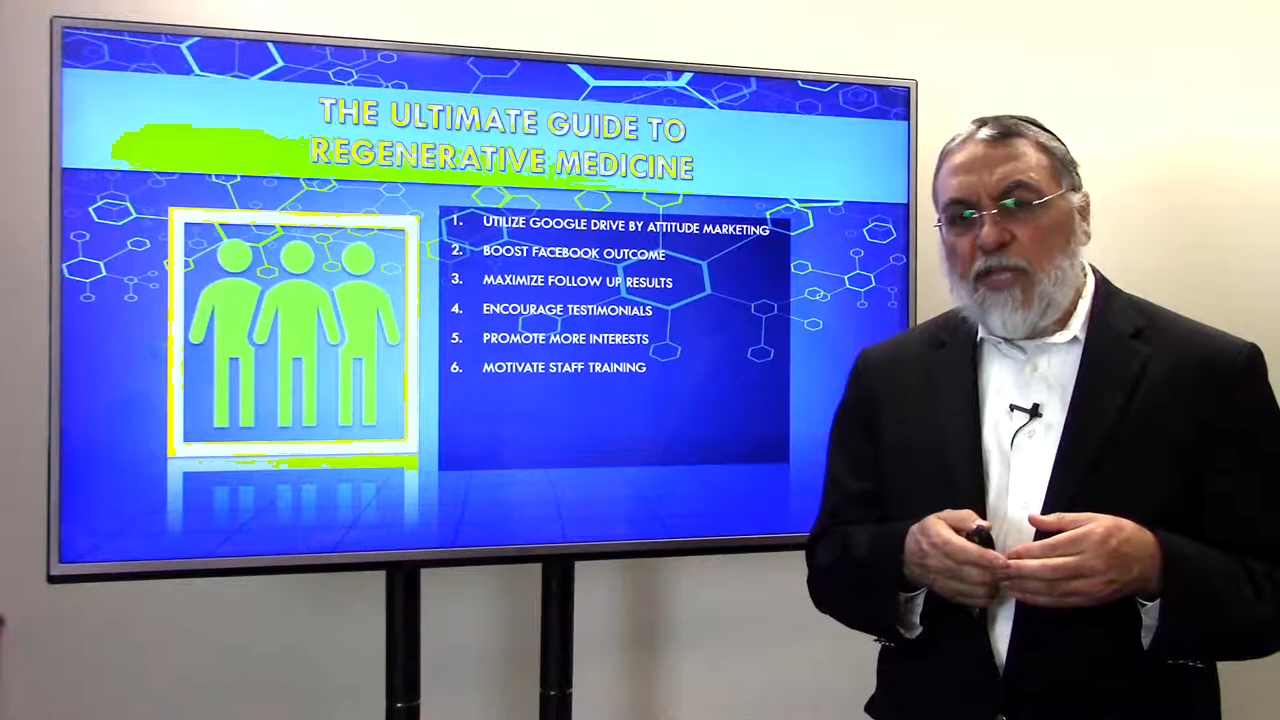 THE ULTIMATE GUIDE TO
REGENERATIVE MEDICINE
1. UTILIZE GOOGLE DRIVE BY ATTITUDE MARKETING
2. BOOST FACEBOOK OUTCOME
3. MAXIMIZE FOLLOW UP RESULTS
4. ENCOURAGE TESTIMONIALS
5. PROMOTE MORE INTERESTS
6. MOTIVATE STAFF TRAINING